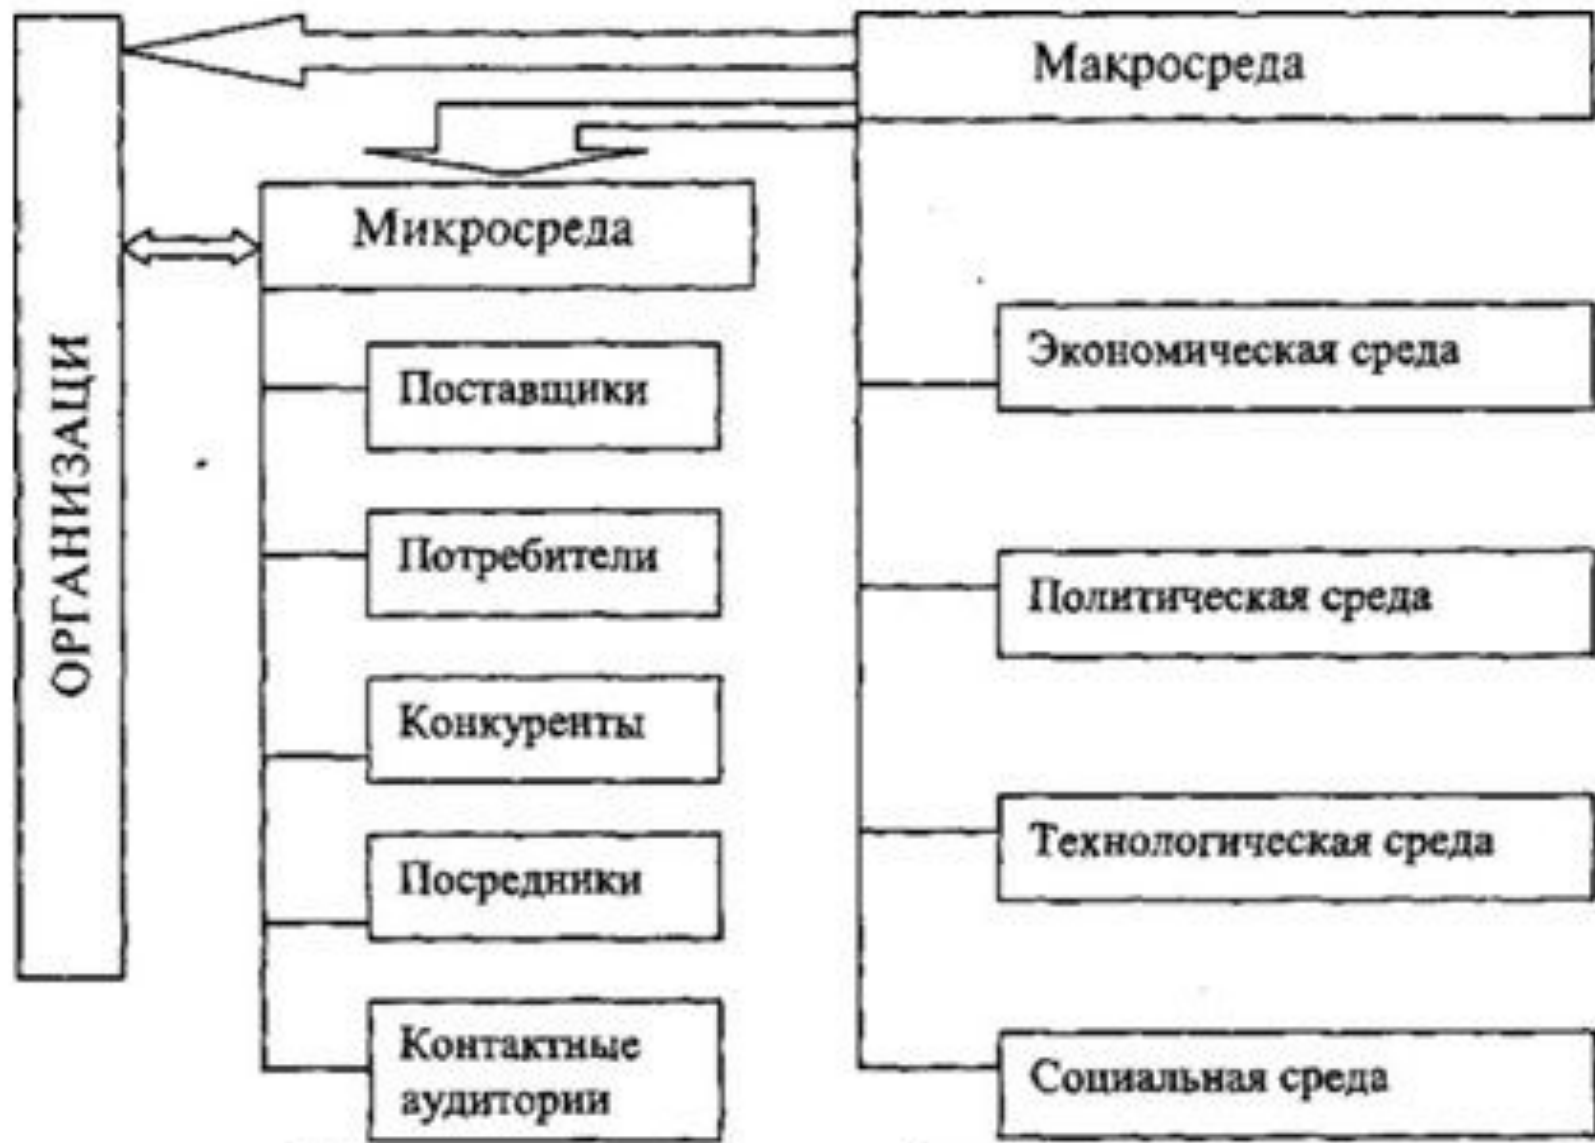 Макросреда
Микросреда
ОРГАНИЗАЦИ
Поставщики
Потребители
Конкуренты
Посредники
Контактные
аудитории
Экономическая среда
Политическая среда
Технологическая среда
Социальная среда